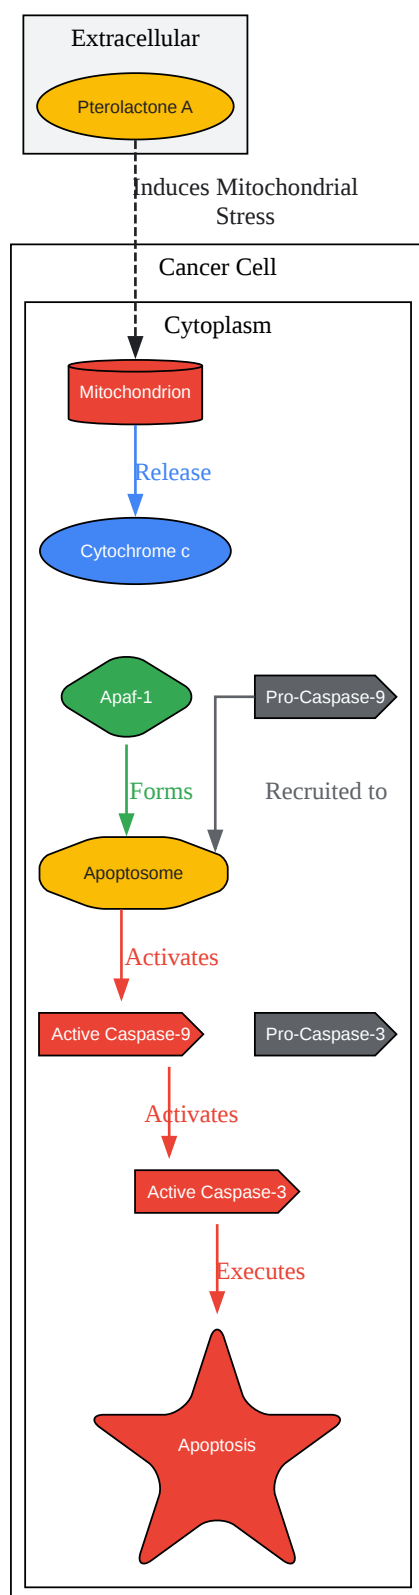 Extracellular
Pterolactone A
Induces Mitochondrial
Stress
Cancer Cell
Cytoplasm
Mitochondrion
Release
Cytochrome c
Apaf-1
Pro-Caspase-9
Forms
Recruited to
Apoptosome
Activates
Active Caspase-9
Pro-Caspase-3
Activates
Active Caspase-3
Executes
Apoptosis